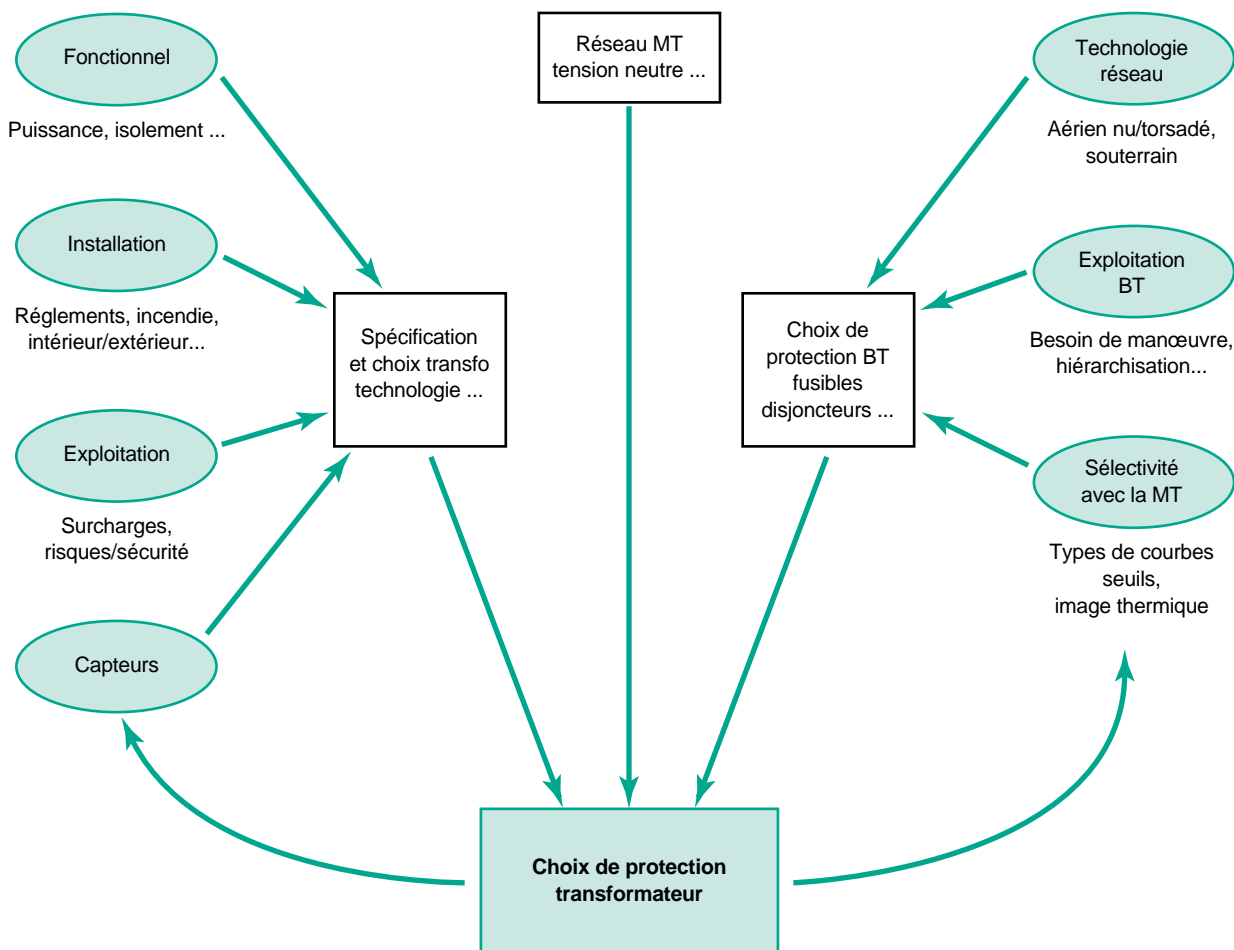 Fonctionnel
Puissance, isolement ...
Installation
Réglements, incendie,
intérieur/extérieur...
Exploitation
Surcharges,
risques/sécurité
Capteurs
Spécification
et choix transfo
technologie ...
Réseau MT
tension neutre ...
Choix de
protection BT
fusibles
disjoncteurs ...
Technologie
réseau
Aérien nu/torsadé,
souterrain
Exploitation
BT
Besoin de manœuvre,
hiérarchisation...
Sélectivité
avec la MT
Types de courbes
seuils,
image thermique
Choix de protection
transformateur